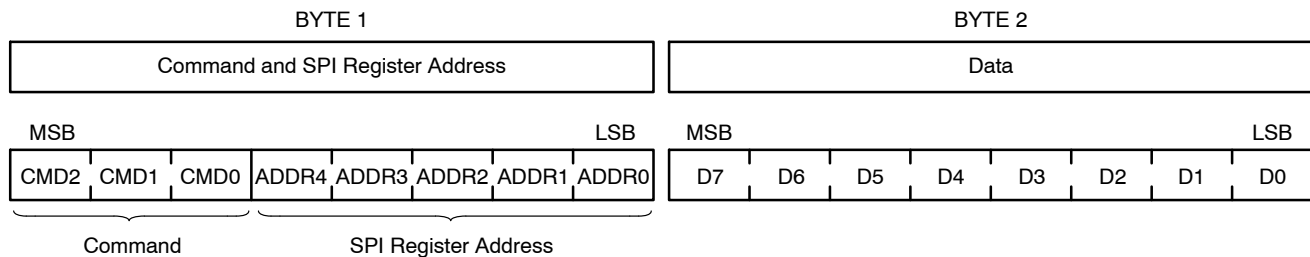 BYTE 1 BYTE 2
Command and SPI Register Address Data
MSB LSB MSB LSB
CMD2 CMD1 CMD0 ADDR4 ADDR3 ADDR2 ADDR1 ADDR0 D7 D6 D5 D4 D3 D2 D1 D0
Command SPI Register Address